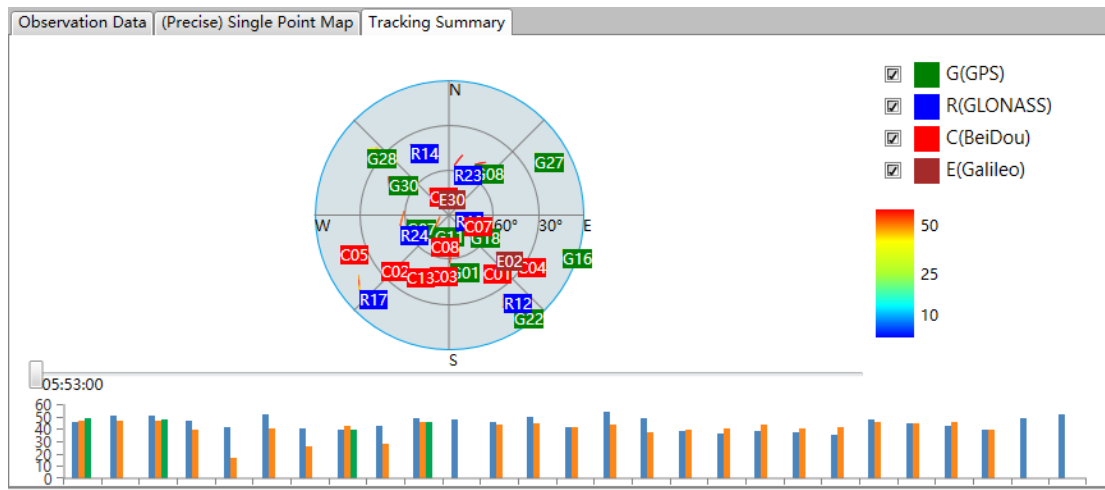 Observation Data (Precise) Single Point Map Tracking Summary
N
G(GPS)
R(GLONASS)
C(BeiDou)
E(Galileo)
R14
G28
G27
R23 G08
G30
E30
W
60° 30° E
C07
R24
G11 G18
C08
C05
E02
G16
C02 C13 C03 G01 C01 C04
R17
R12
G22
S
50
25
10
05:53:00
60
50
40
30
20
10
0